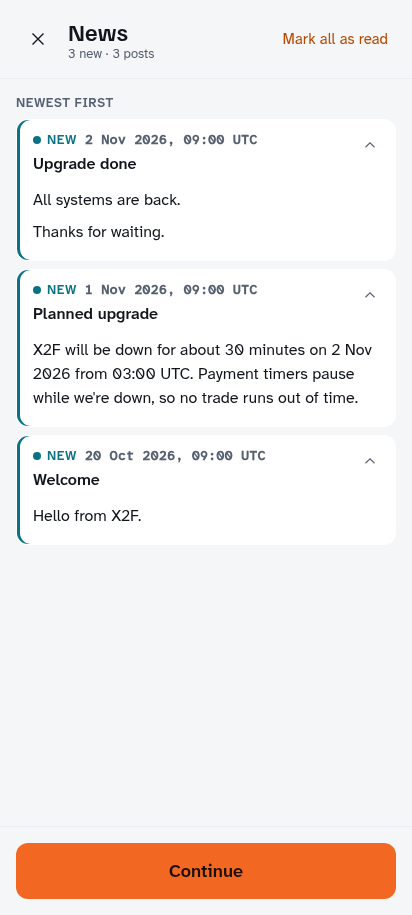 News
3 new · 3 posts
Mark all as read
NEWEST FIRST
NEW 2 Nov 2026, 09:00 UTC
Upgrade done
All systems are back.
Thanks for waiting.
NEW 1 Nov 2026, 09:00 UTC
Planned upgrade
X2F will be down for about 30 minutes on 2 Nov
2026 from 03:00 UTC. Payment timers pause
while we're down, so no trade runs out of time.
NEW 20 Oct 2026, 09:00 UTC
Welcome
Hello from X2F.
Continue